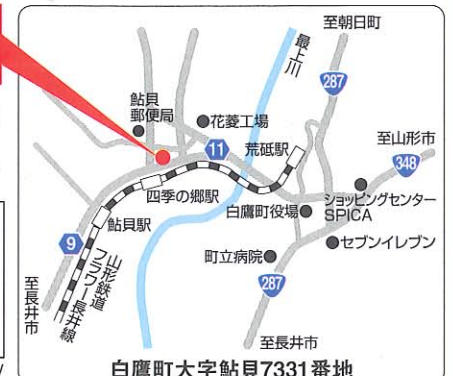 至朝日町
最上川
287
鮎貝
郵便局
花菱工場
荒砥駅
11
至山形市
348
四季の郷駅
ショッピングセンター
SPICA
白鷹町役場
鮎貝駅
セブンイレブン
町立病院
9
山形鉄道
フラワー長井線
287
至長井市
至長井市
白鷹町大字鮎貝7331番地